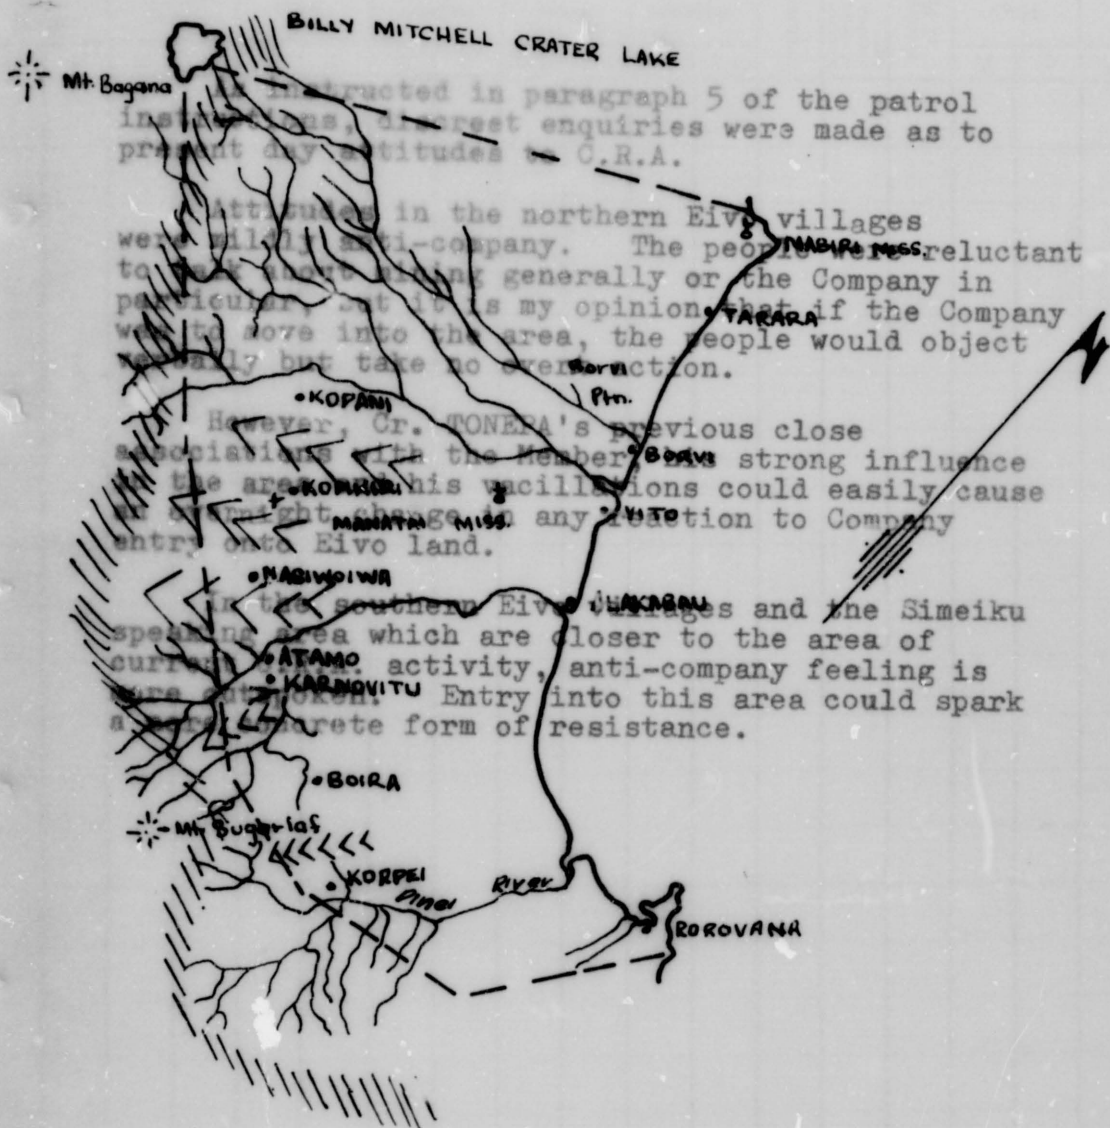 BILLY MITCHELL CRATER LAKE
Mt. Bagana
As instructed in paragraph 5 of the patrol
instructions, discreet enquiries were made as to
present day attitudes to C.R.A.
Attitudes in the northern Eivo villages
were mildly anti-company. The people were reluctant
to talk about mining generally or the Company in
particular, but it is my opinion that if the Company
was to move into the area, the people would object
verbally but take no overt action.
However, Cr. TONEPA's previous close
associations with the Member, his strong influence
in the area and his vacillations could easily cause
an overnight change in any reaction to Company
entry onto Eivo land.
In the southern Eivo villages and the Simeiku
speaking area which are closer to the area of
current activity, anti-company feeling is
more outspoken. Entry into this area could spark
a more concrete form of resistance.
NABIRI MISS.
TARARA
Borvi
Ptn.
KOPANI
BORVI
KOMKIRI
MANATAI MISS.
VITO
NASIWOIWA
ATAMO
KARNOVITU
BOIRA
KORPEI
Pinei River
ROROVANA